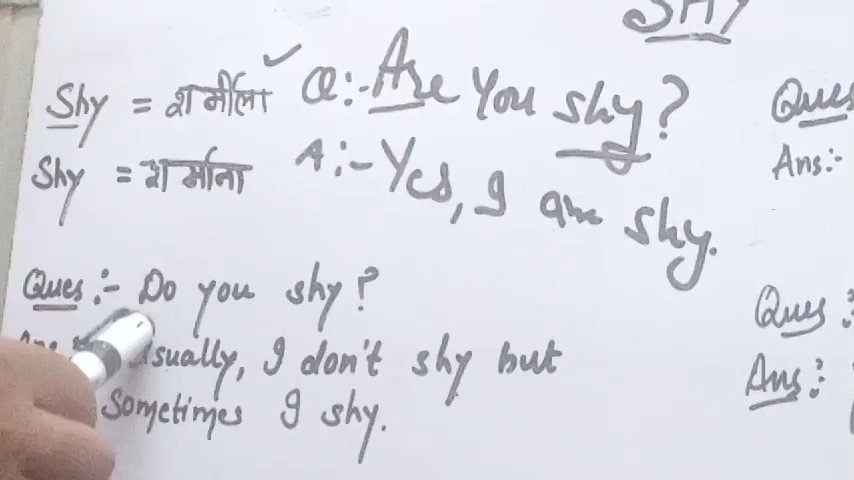 SHY
Shy = शर्मीला ✓ Q:- Are You shy?
Shy = शर्माना A:- Yes, I am shy.
Ques
Ans:-
Ques:- Do you shy?
Usually, I don't shy but
sometimes I shy.
Ques:
Ans: